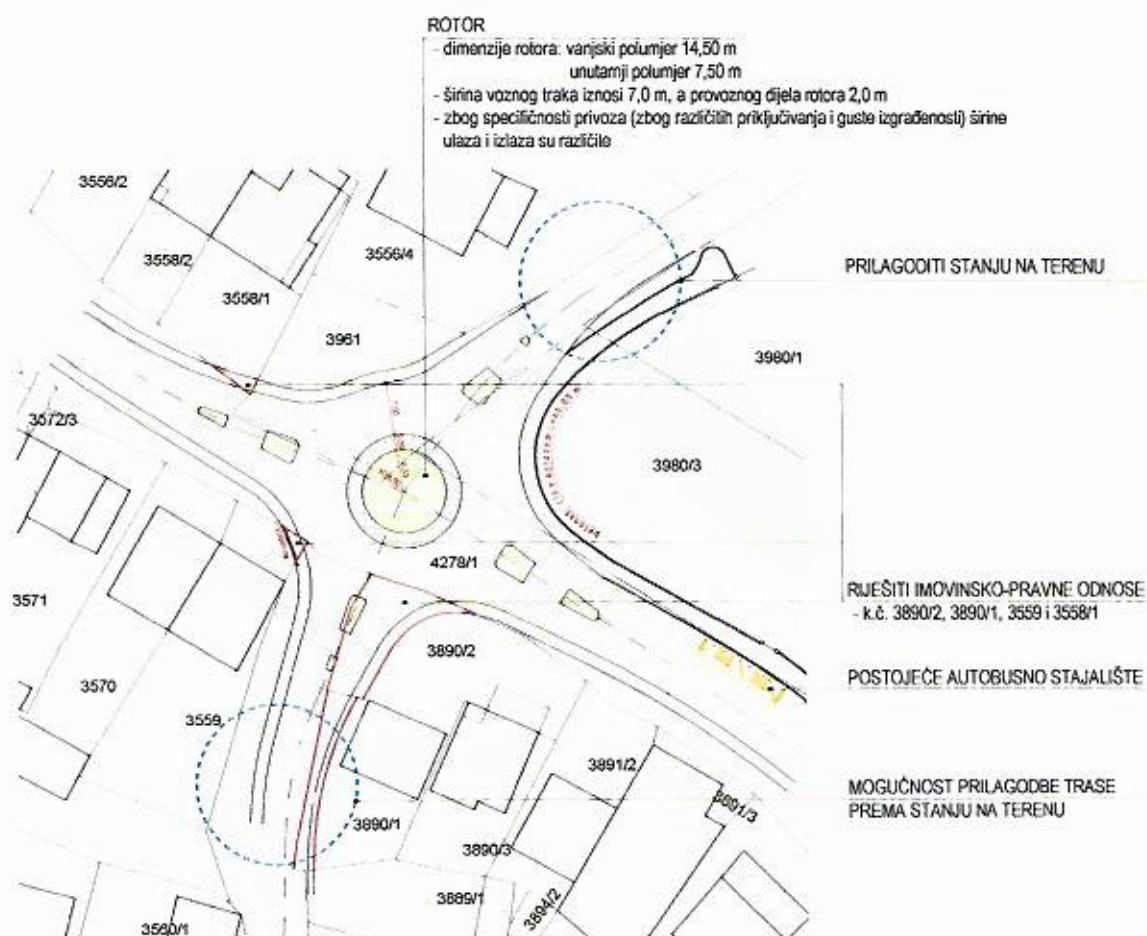 ROTOR
- dimenzije rotora: vanjski polumjer 14,50 m
unutarnji polumjer 7,50 m
- širina voznog traka iznosi 7,0 m, a provoznog dijela rotora 2,0 m
- zbog specifičnosti privoza (zbog različitih priključivanja i guste izgrađenosti) širine
ulaza i izlaza su različite
3556/2
3558/2
3556/4
3558/1
3961
PRILAGODITI STANJU NA TERENU
3980/1
3572/3
3980/3
4278/1
3571
RIJEŠITI IMOVINSKO-PRAVNE ODNOSE
- k.č. 3890/2, 3890/1, 3559 i 3558/1
3890/2
3570
POSTOJEĆE AUTOBUSNO STAJALIŠTE
3559
3891/2
MOGUĆNOST PRILAGODBE TRASE
PREMA STANJU NA TERENU
3891/3
3890/1
3890/3
3889/1
3894/2
3560/1